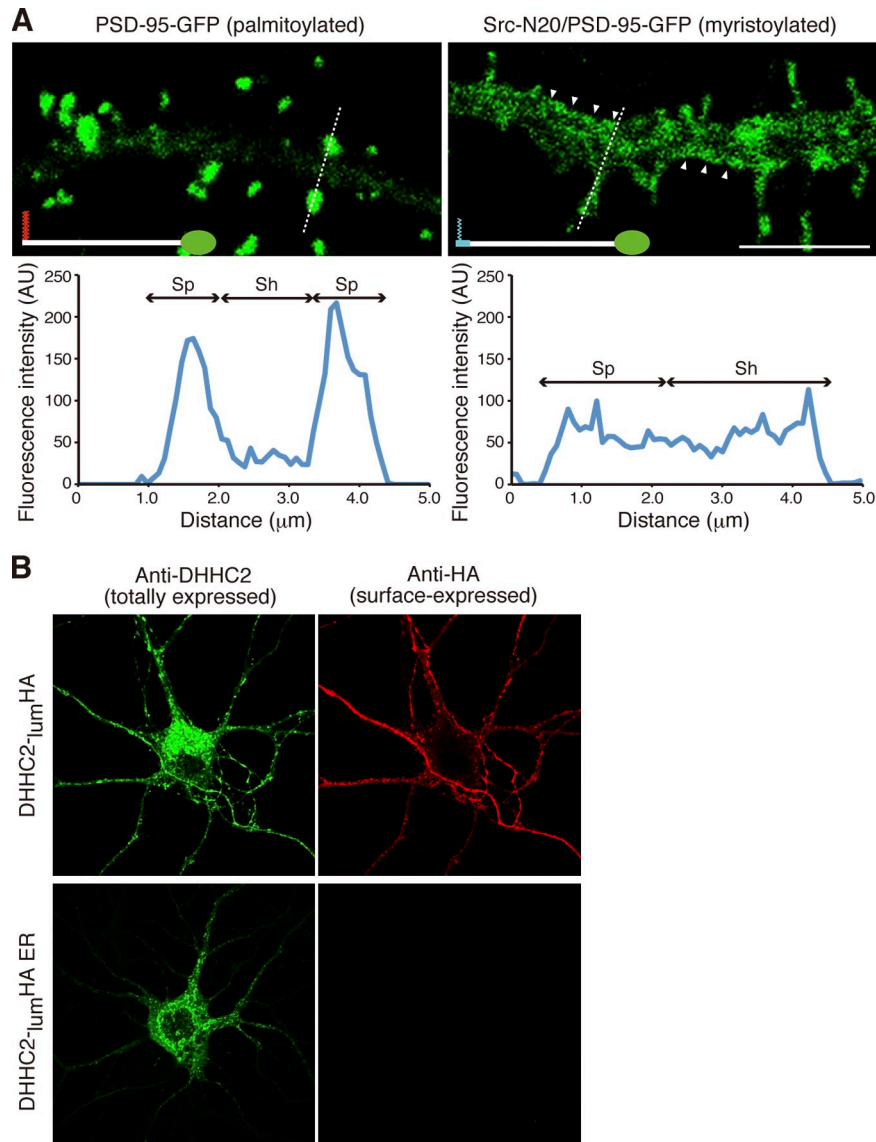 A
PSD-95-GFP (palmitoylated)
Src-N20/PSD-95-GFP (myristoylated)
Fluorescence intensity (AU)
250
200
150
100
50
0
Sp
Sh
Sp
0
1.0
2.0
3.0
4.0
5.0
Distance (μm)
Fluorescence intensity (AU)
250
200
150
100
50
0
Sp
Sh
0
1.0
2.0
3.0
4.0
5.0
Distance (μm)
B
Anti-DHHC2
(totally expressed)
Anti-HA
(surface-expressed)
DHHC2-lumHA
DHHC2-lumHA ER